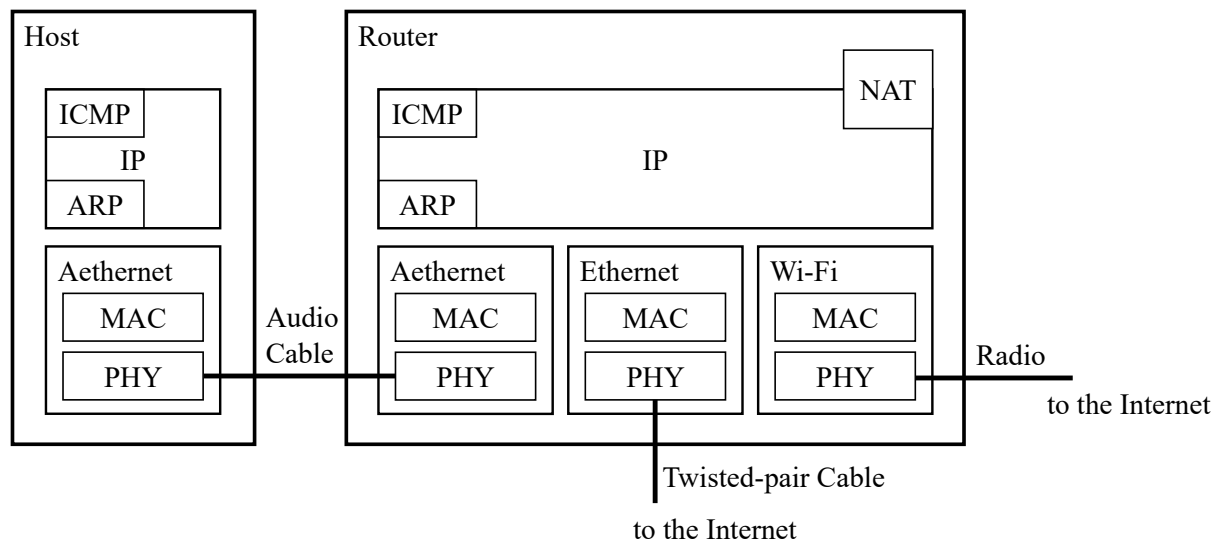 Host
ICMP
IP
ARP
Aethernet
MAC
PHY
Audio
Cable
Router
NAT
ICMP
IP
ARP
Aethernet
MAC
PHY
Ethernet
MAC
PHY
Wi-Fi
MAC
PHY
Radio
to the Internet
Twisted-pair Cable
to the Internet